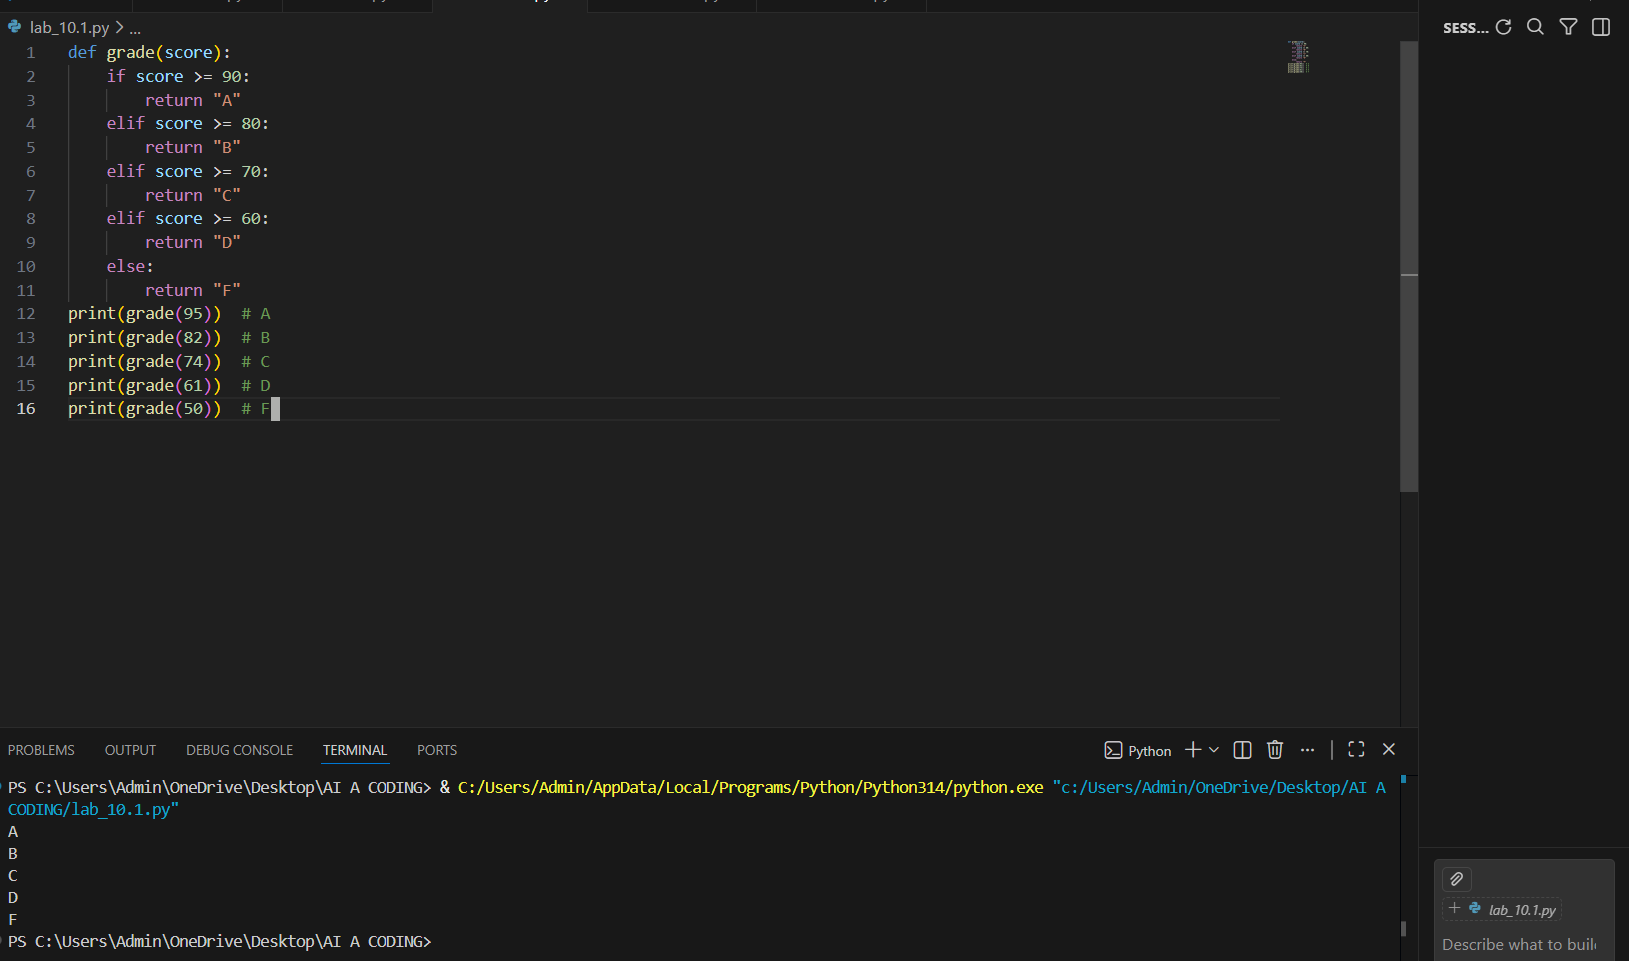 lab_10.1.py > ...
SESS...
1 def grade(score):
2     if score >= 90:
3         return "A"
4     elif score >= 80:
5         return "B"
6     elif score >= 70:
7         return "C"
8     elif score >= 60:
9         return "D"
10     else:
11         return "F"
12 print(grade(95))  # A
13 print(grade(82))  # B
14 print(grade(74))  # C
15 print(grade(61))  # D
16 print(grade(50))  # F
PROBLEMS OUTPUT DEBUG CONSOLE TERMINAL PORTS Python
PS C:\Users\Admin\OneDrive\Desktop\AI A CODING> & C:/Users/Admin/AppData/Local/Programs/Python/Python314/python.exe "c:/Users/Admin/OneDrive/Desktop/AI A
CODING/lab_10.1.py"
A
B
C
D
F
PS C:\Users\Admin\OneDrive\Desktop\AI A CODING>
lab_10.1.py
Describe what to buil